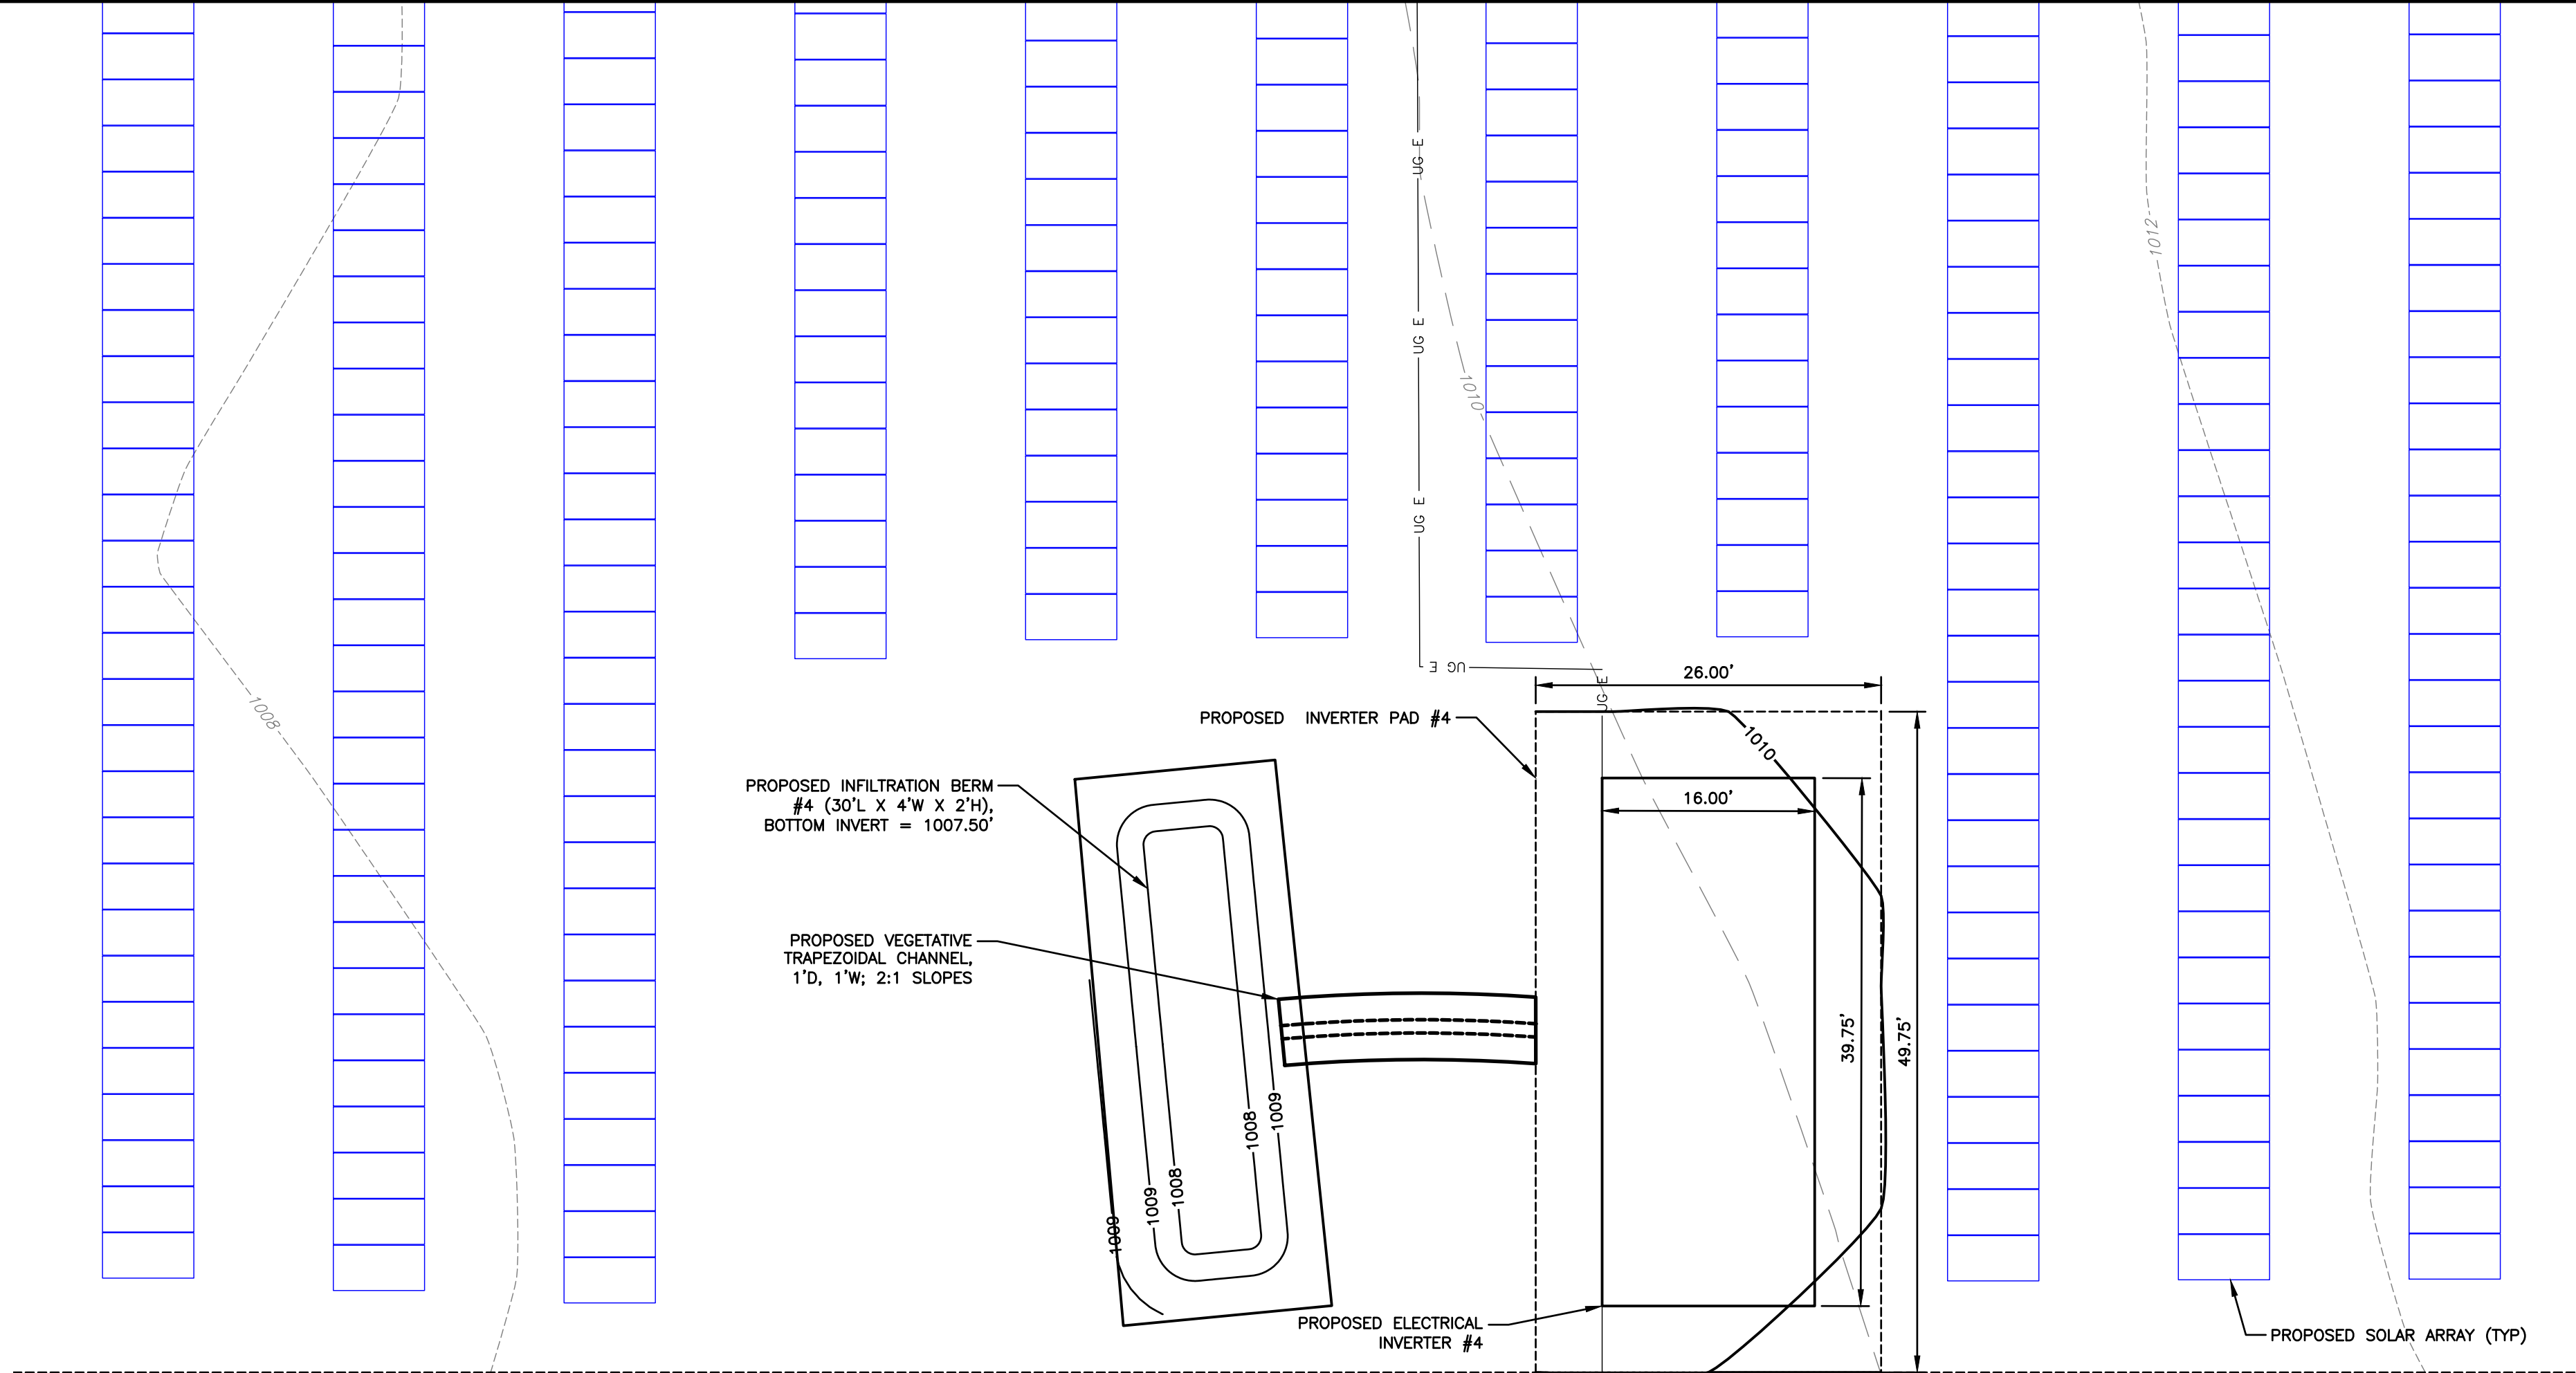 UG E
1012
UG E
1010
UG E
UG E
26.00'
UG E
1008
PROPOSED INVERTER PAD #4
1010
PROPOSED INFILTRATION BERM
#4 (30'L X 4'W X 2'H),
BOTTOM INVERT = 1007.50'
16.00'
PROPOSED VEGETATIVE
TRAPEZOIDAL CHANNEL,
1'D, 1'W; 2:1 SLOPES
39.75'
49.75'
1008
1009
1009
1008
1009
PROPOSED ELECTRICAL
INVERTER #4
PROPOSED SOLAR ARRAY (TYP)